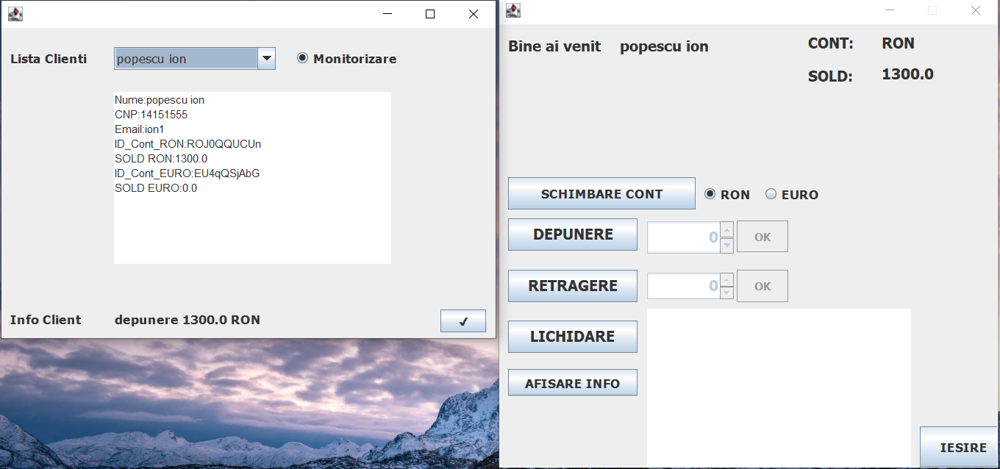 Lista Clienti popescu ion Monitorizare
Nume:popescu ion
CNP:14151555
Email:ion1
ID_Cont_RON:ROJ0QQUCUn
SOLD RON:1300.0
ID_Cont_EURO:EU4qQSjAbG
SOLD EURO:0.0
Info Client depunere 1300.0 RON ✓
Bine ai venit popescu ion CONT: RON
SOLD: 1300.0
SCHIMBARE CONT RON EURO
DEPUNERE 0 OK
RETRAGERE 0 OK
LICHIDARE
AFISARE INFO
IESIRE